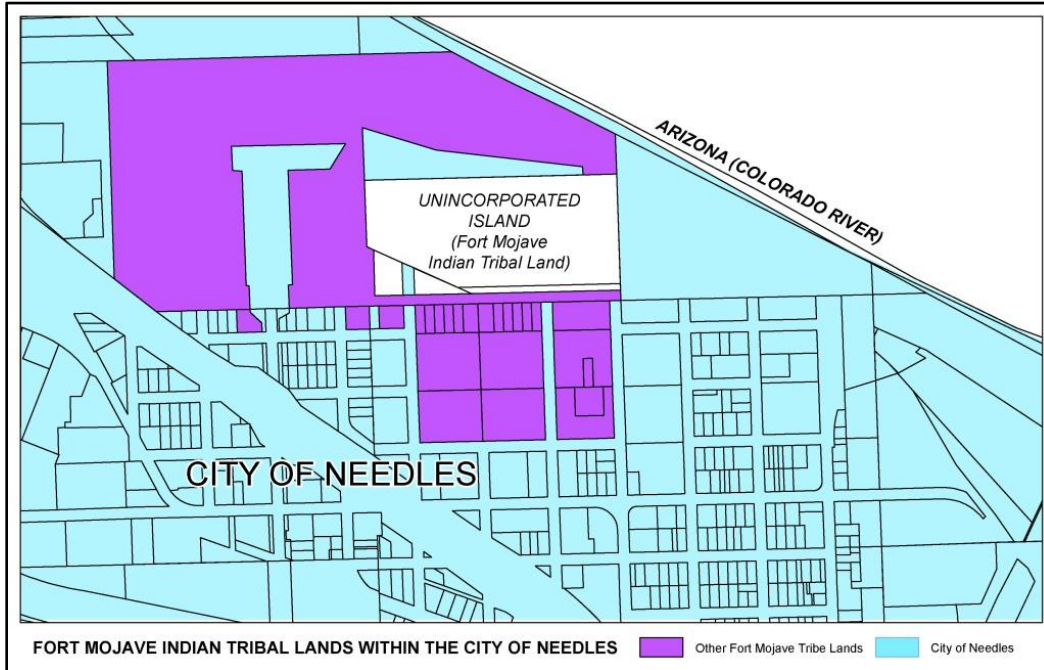 ARIZONA (COLORADO RIVER)
UNINCORPORATED
ISLAND
(Fort Mojave
Indian Tribal Land)
CITY OF NEEDLES
FORT MOJAVE INDIAN TRIBAL LANDS WITHIN THE CITY OF NEEDLES
Other Fort Mojave Tribe Lands
City of Needles